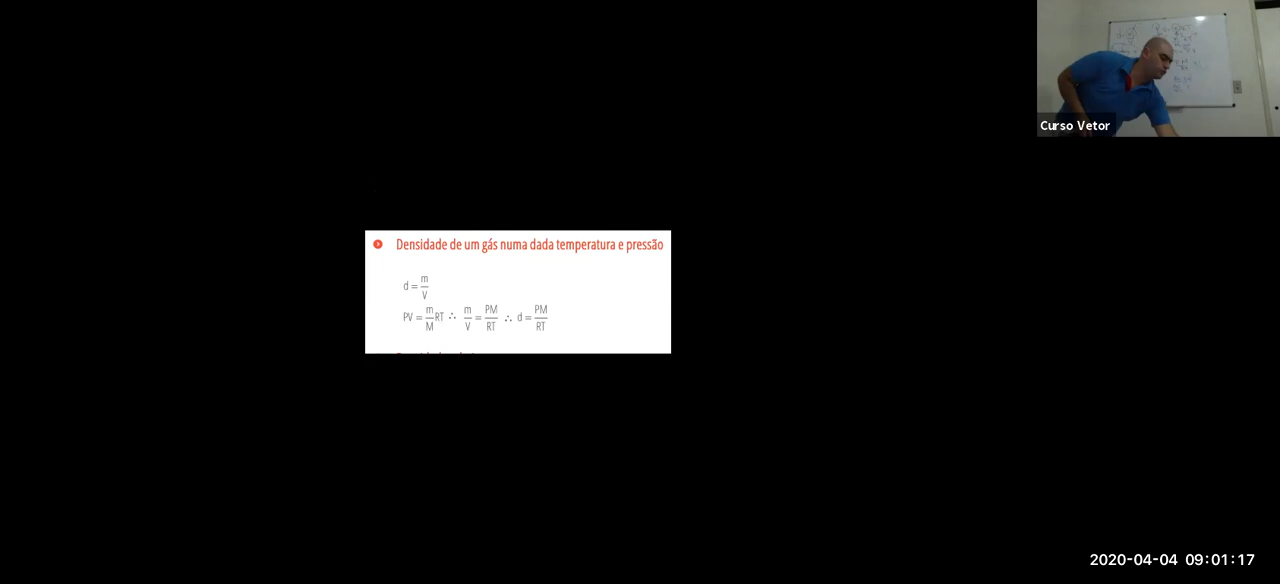 Curso Vetor
Densidade de um gás numa dada temperatura e pressão
d = m/V
PV = m/M RT ∴ m/V = PM/RT ∴ d = PM/RT
2020-04-04 09:01:17